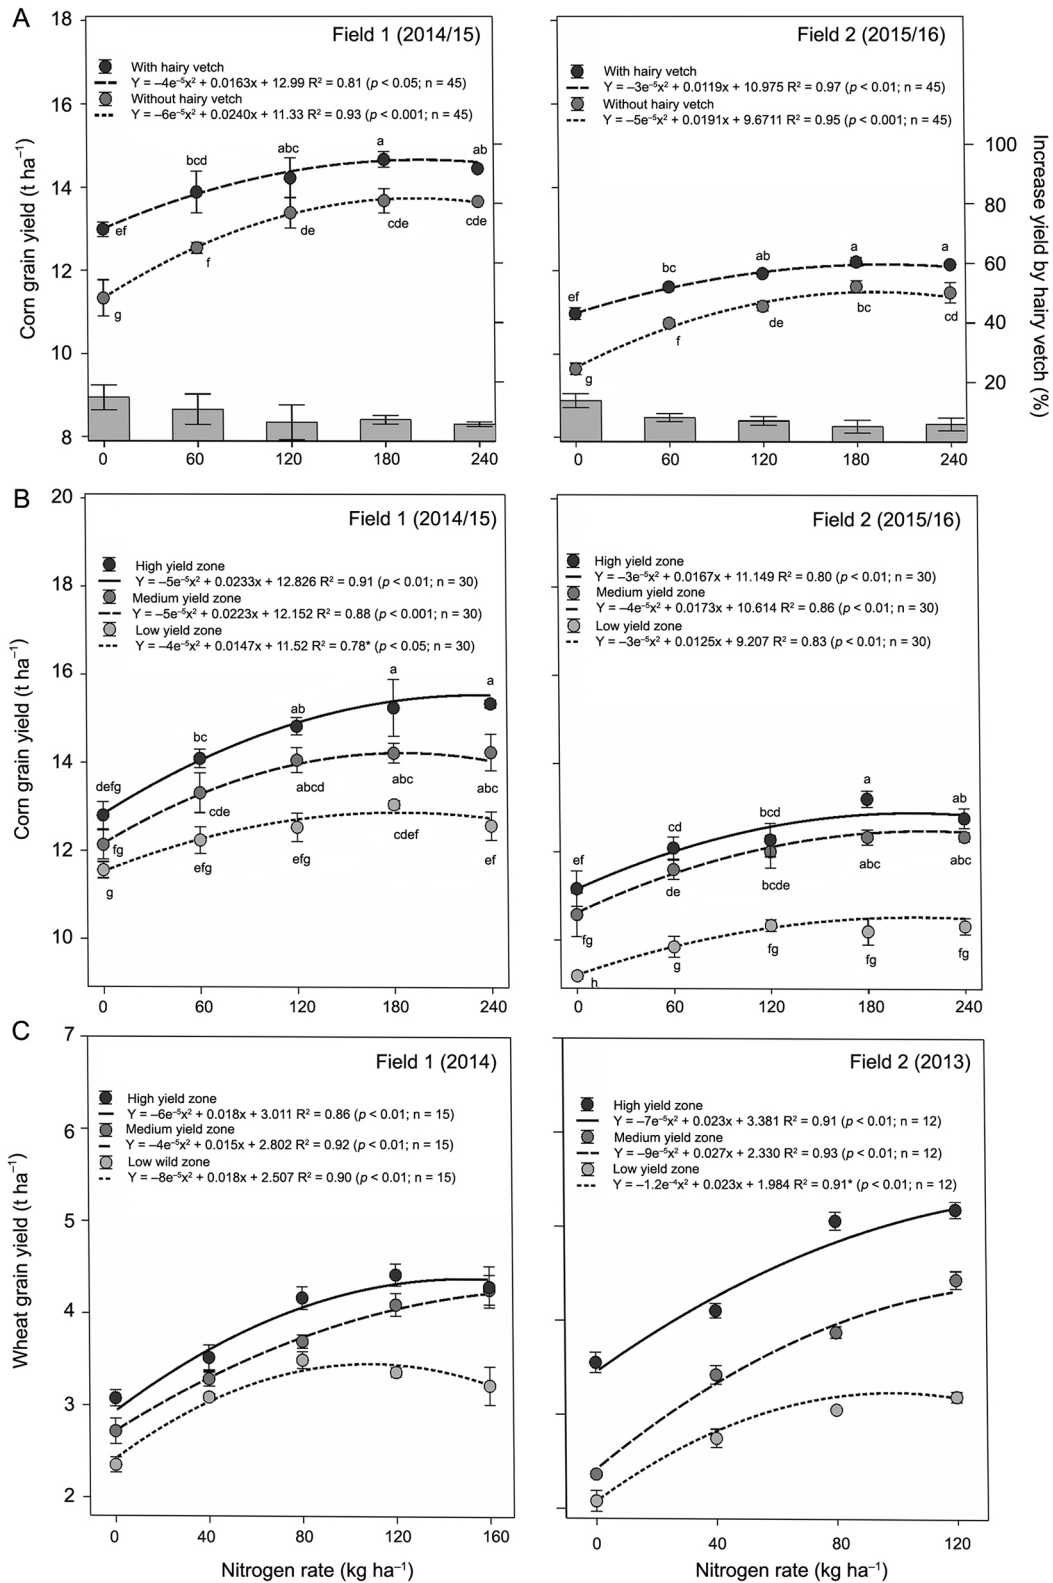 A
Field 1 (2014/15)
With hairy vetch
Y = –4e⁻⁵x² + 0.0163x + 12.99 R² = 0.81 (p < 0.05; n = 45)
Without hairy vetch
Y = –6e⁻⁵x² + 0.0240x + 11.33 R² = 0.93 (p < 0.001; n = 45)
Corn grain yield (t ha⁻¹)
18
16
14
12
10
8
ef
bcd
abc
a
ab
g
f
de
cde
cde
0
60
120
180
240
Field 2 (2015/16)
With hairy vetch
Y = –3e⁻⁵x² + 0.0119x + 10.975 R² = 0.97 (p < 0.01; n = 45)
Without hairy vetch
Y = –5e⁻⁵x² + 0.0191x + 9.6711 R² = 0.95 (p < 0.001; n = 45)
ef
bc
ab
a
a
g
f
de
bc
cd
100
80
60
40
20
Increase yield by hairy vetch (%)
0
60
120
180
240
B
Field 1 (2014/15)
High yield zone
Y = –5e⁻⁵x² + 0.0233x + 12.826 R² = 0.91 (p < 0.01; n = 30)
Medium yield zone
Y = –5e⁻⁵x² + 0.0223x + 12.152 R² = 0.88 (p < 0.001; n = 30)
Low yield zone
Y = –4e⁻⁵x² + 0.0147x + 11.52 R² = 0.78* (p < 0.05; n = 30)
Corn grain yield (t ha⁻¹)
20
18
16
14
12
10
defg
bc
ab
a
a
fg
cde
abcd
abc
abc
g
efg
efg
cdef
ef
0
60
120
180
240
Field 2 (2015/16)
High yield zone
Y = –3e⁻⁵x² + 0.0167x + 11.149 R² = 0.80 (p < 0.01; n = 30)
Medium yield zone
Y = –4e⁻⁵x² + 0.0173x + 10.614 R² = 0.86 (p < 0.01; n = 30)
Low yield zone
Y = –3e⁻⁵x² + 0.0125x + 9.207 R² = 0.83 (p < 0.01; n = 30)
ef
cd
bcd
a
ab
fg
de
bcde
abc
abc
h
g
fg
fg
fg
0
60
120
180
240
C
Field 1 (2014)
High yield zone
Y = –6e⁻⁵x² + 0.018x + 3.011 R² = 0.86 (p < 0.01; n = 15)
Medium yield zone
Y = –4e⁻⁵x² + 0.015x + 2.802 R² = 0.92 (p < 0.01; n = 15)
Low wild zone
Y = –8e⁻⁵x² + 0.018x + 2.507 R² = 0.90 (p < 0.01; n = 15)
Wheat grain yield (t ha⁻¹)
7
6
5
4
3
2
0
40
80
120
160
Nitrogen rate (kg ha⁻¹)
Field 2 (2013)
High yield zone
Y = –7e⁻⁵x² + 0.023x + 3.381 R² = 0.91 (p < 0.01; n = 12)
Medium yield zone
Y = –9e⁻⁵x² + 0.027x + 2.330 R² = 0.93 (p < 0.01; n = 12)
Low yield zone
Y = –1.2e⁻⁴x² + 0.023x + 1.984 R² = 0.91* (p < 0.01; n = 12)
0
40
80
120
Nitrogen rate (kg ha⁻¹)